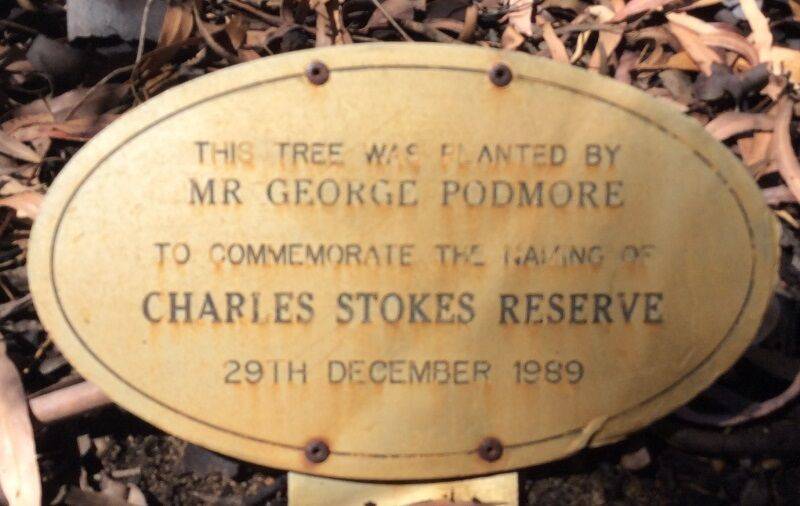 THIS TREE WAS PLANTED BY
MR GEORGE PODMORE
TO COMMEMORATE THE NAMING OF
CHARLES STOKES RESERVE
29TH DECEMBER 1989